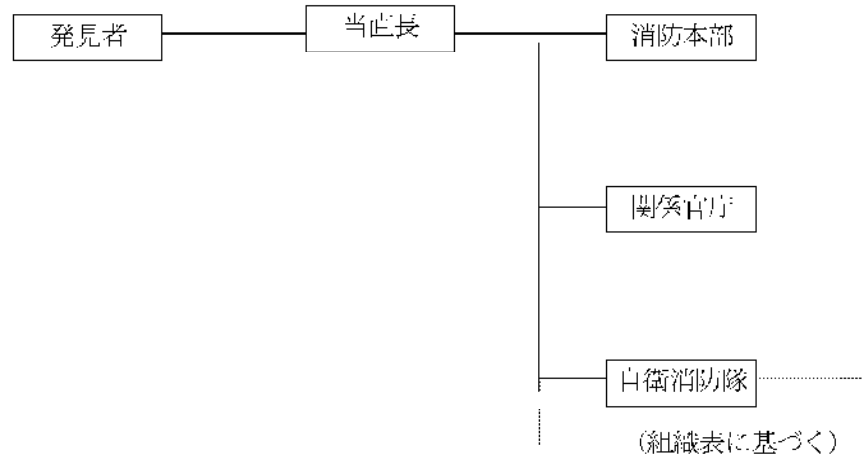 発見者
当直長
消防本部
関係官庁
自衛消防隊
（組織表に基づく）